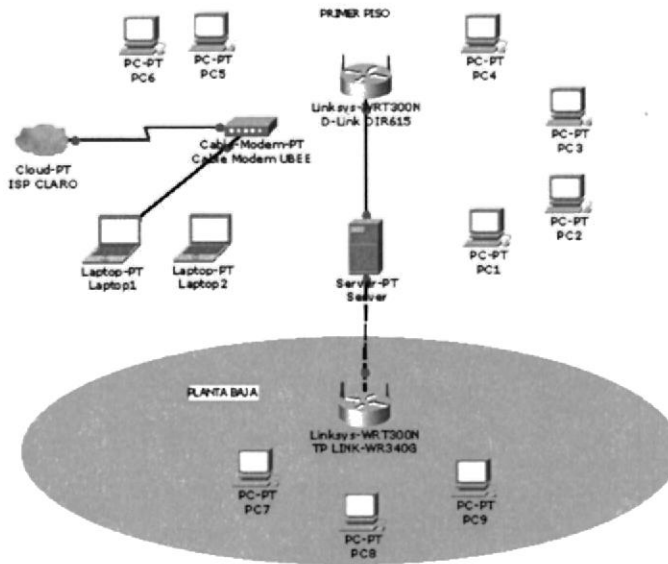 PRIMER PISO
PC-PT
PC6
PC-PT
PC5
PC-PT
PC4
Linksys-WRT300N
D-Link DIR615
PC-PT
PC3
Cloud-PT
ISP CLARO
Cable-Modem-PT
Cable Modem UBEE
PC-PT
PC2
Laptop-PT
Laptop1
Laptop-PT
Laptop2
Server-PT
Server
PC-PT
PC1
PLANTA BAJA
Linksys-WRT300N
TP LINK-WR340G
PC-PT
PC7
PC-PT
PC8
PC-PT
PC9